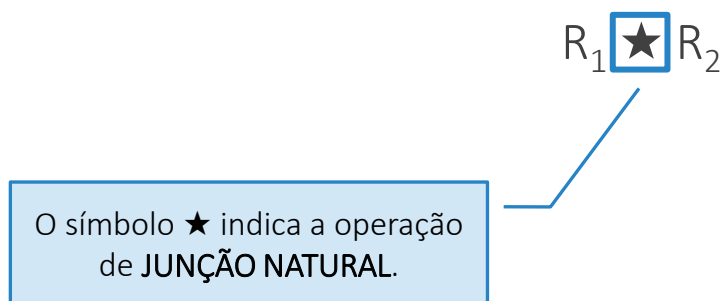 R₁ ★ R₂
O símbolo ★ indica a operação
de JUNÇÃO NATURAL.